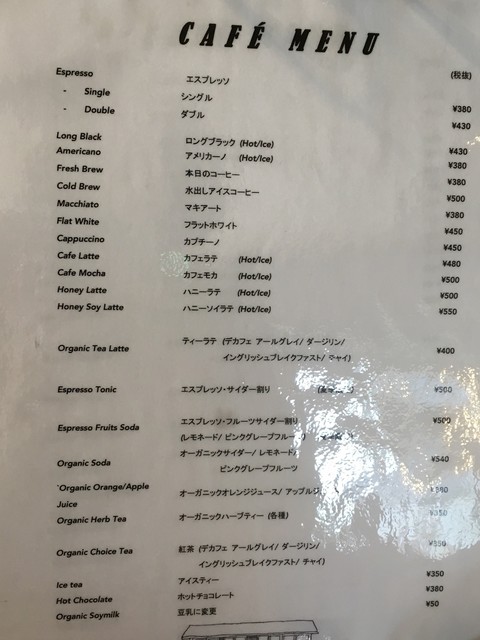 CAFÉ MENU
(税抜)
Espresso エスプレッソ
- Single シングル ¥380
- Double ダブル ¥430
Long Black ロングブラック (Hot/Ice) ¥430
Americano アメリカーノ (Hot/Ice) ¥380
Fresh Brew 本日のコーヒー ¥380
Cold Brew 水出しアイスコーヒー ¥500
Macchiato マキアート ¥380
Flat White フラットホワイト ¥450
Cappuccino カプチーノ ¥450
Cafe Latte カフェラテ (Hot/Ice) ¥480
Cafe Mocha カフェモカ (Hot/Ice) ¥500
Honey Latte ハニーラテ (Hot/Ice) ¥500
Honey Soy Latte ハニーソイラテ (Hot/Ice) ¥550
Organic Tea Latte ティーラテ (デカフェ アールグレイ/ ダージリン/ ¥400
イングリッシュブレイクファスト/ チャイ)
Espresso Tonic エスプレッソ・サイダー割り ¥500
Espresso Fruits Soda エスプレッソ・フルーツサイダー割り ¥500
(レモネード/ ピンクグレープフルーツ)
Organic Soda オーガニックサイダー/ レモネード/ ¥540
ピンクグレープフルーツ
Organic Orange/Apple オーガニックオレンジジュース/ アップルジ
Juice
Organic Herb Tea オーガニックハーブティー (各種)
Organic Choice Tea 紅茶 (デカフェ アールグレイ/ ダージリン/
イングリッシュブレイクファスト/ チャイ)
Ice tea アイスティー ¥350
Hot Chocolate ホットチョコレート ¥380
Organic Soymilk 豆乳に変更 ¥50